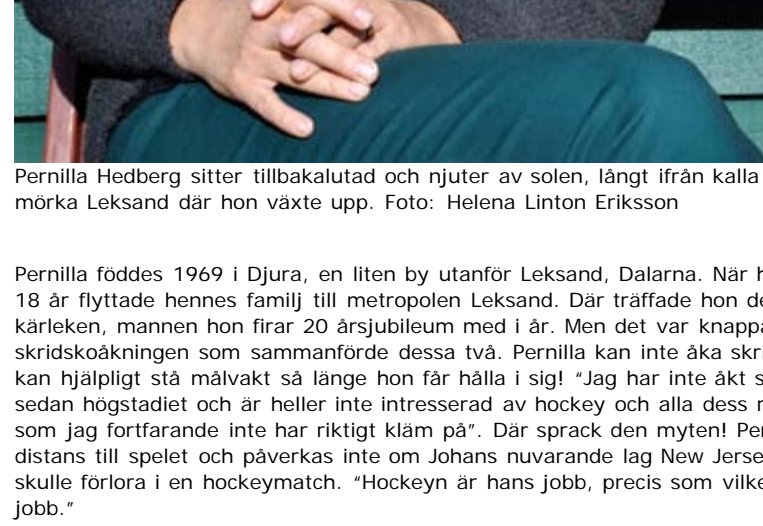 Pernilla Hedberg sitter tillbakalutad och njuter av solen, långt ifrån kalla
mörka Leksand där hon växte upp. Foto: Helena Linton Eriksson
Pernilla föddes 1969 i Djura, en liten by utanför Leksand, Dalarna. När
18 år flyttade hennes familj till metropolen Leksand. Där träffade hon
kärleken, mannen hon firar 20 årsjubileum med i år. Men det var
skridskoåkningen som sammanförde dessa två. Pernilla kan inte åka
kan hjälpligt stå målvakt så länge hon får hålla i sig! “Jag har inte åkt
sedan högstadiet och är heller inte intresserad av hockey och alla dess
som jag fortfarande inte har riktigt kläm på”. Där sprack den myten!
distans till spelet och påverkas inte om Johans nuvarande lag New
skulle förlora i en hockeymatch. “Hockeyn är hans jobb, precis som
jobb.”